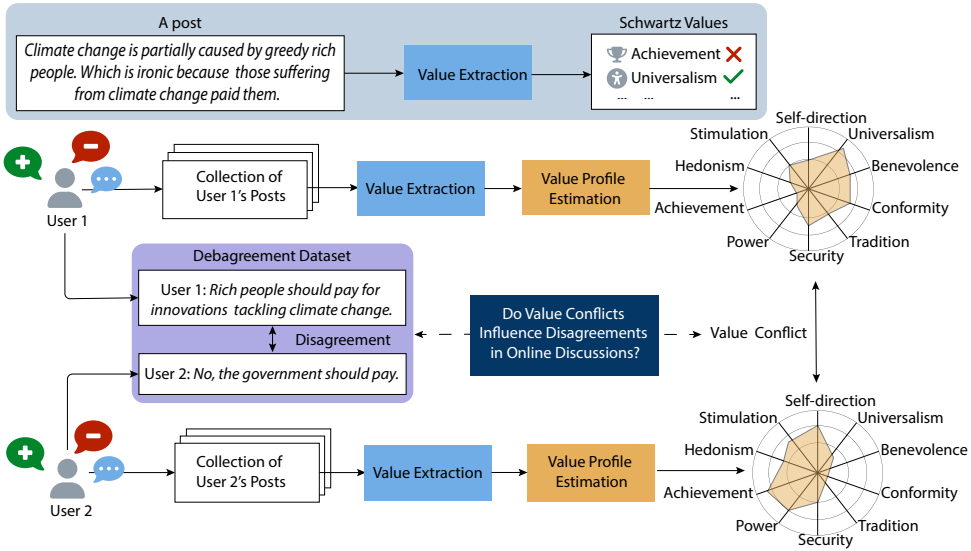 A post
Climate change is partially caused by greedy rich
people. Which is ironic because those suffering
from climate change paid them.
Value Extraction
Schwartz Values
Achievement
Universalism
... ... ...
User 1
Collection of
User 1's Posts
Value Extraction
Value Profile
Estimation
Self-direction
Stimulation
Universalism
Hedonism
Benevolence
Achievement
Conformity
Power
Tradition
Security
Debagreement Dataset
User 1: Rich people should pay for
innovations tackling climate change.
Disagreement
User 2: No, the government should pay.
Do Value Conflicts
Influence Disagreements
in Online Discussions?
Value Conflict
User 2
Collection of
User 2's Posts
Value Extraction
Value Profile
Estimation
Self-direction
Stimulation
Universalism
Hedonism
Benevolence
Achievement
Conformity
Power
Tradition
Security